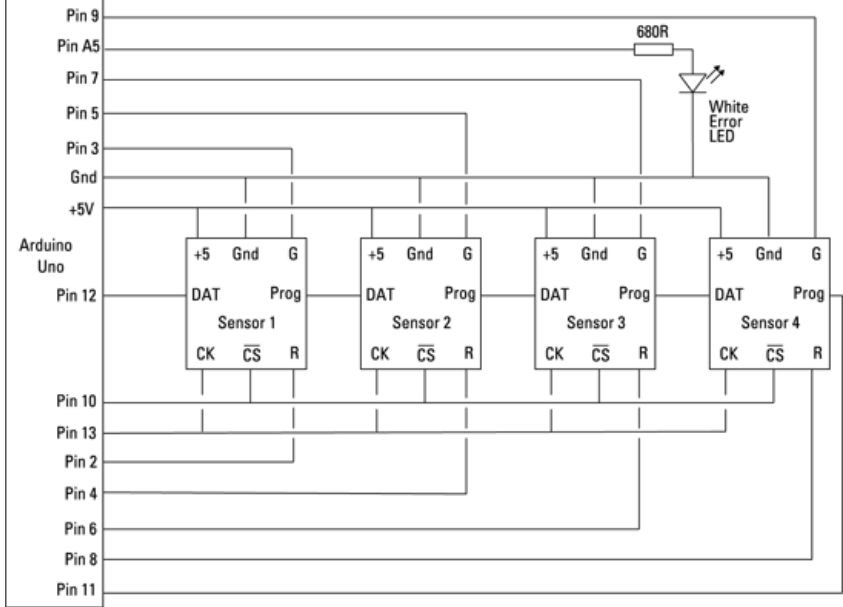 Pin 9
680R
Pin A5
Pin 7
White
Error
LED
Pin 5
Pin 3
Gnd
+5V
Arduino
Uno
+5 Gnd G
+5 Gnd G
+5 Gnd G
+5 Gnd G
Pin 12
DAT Prog
DAT Prog
DAT Prog
DAT Prog
Sensor 1
Sensor 2
Sensor 3
Sensor 4
CK CS R
CK CS R
CK CS R
CK CS R
Pin 10
Pin 13
Pin 2
Pin 4
Pin 6
Pin 8
Pin 11